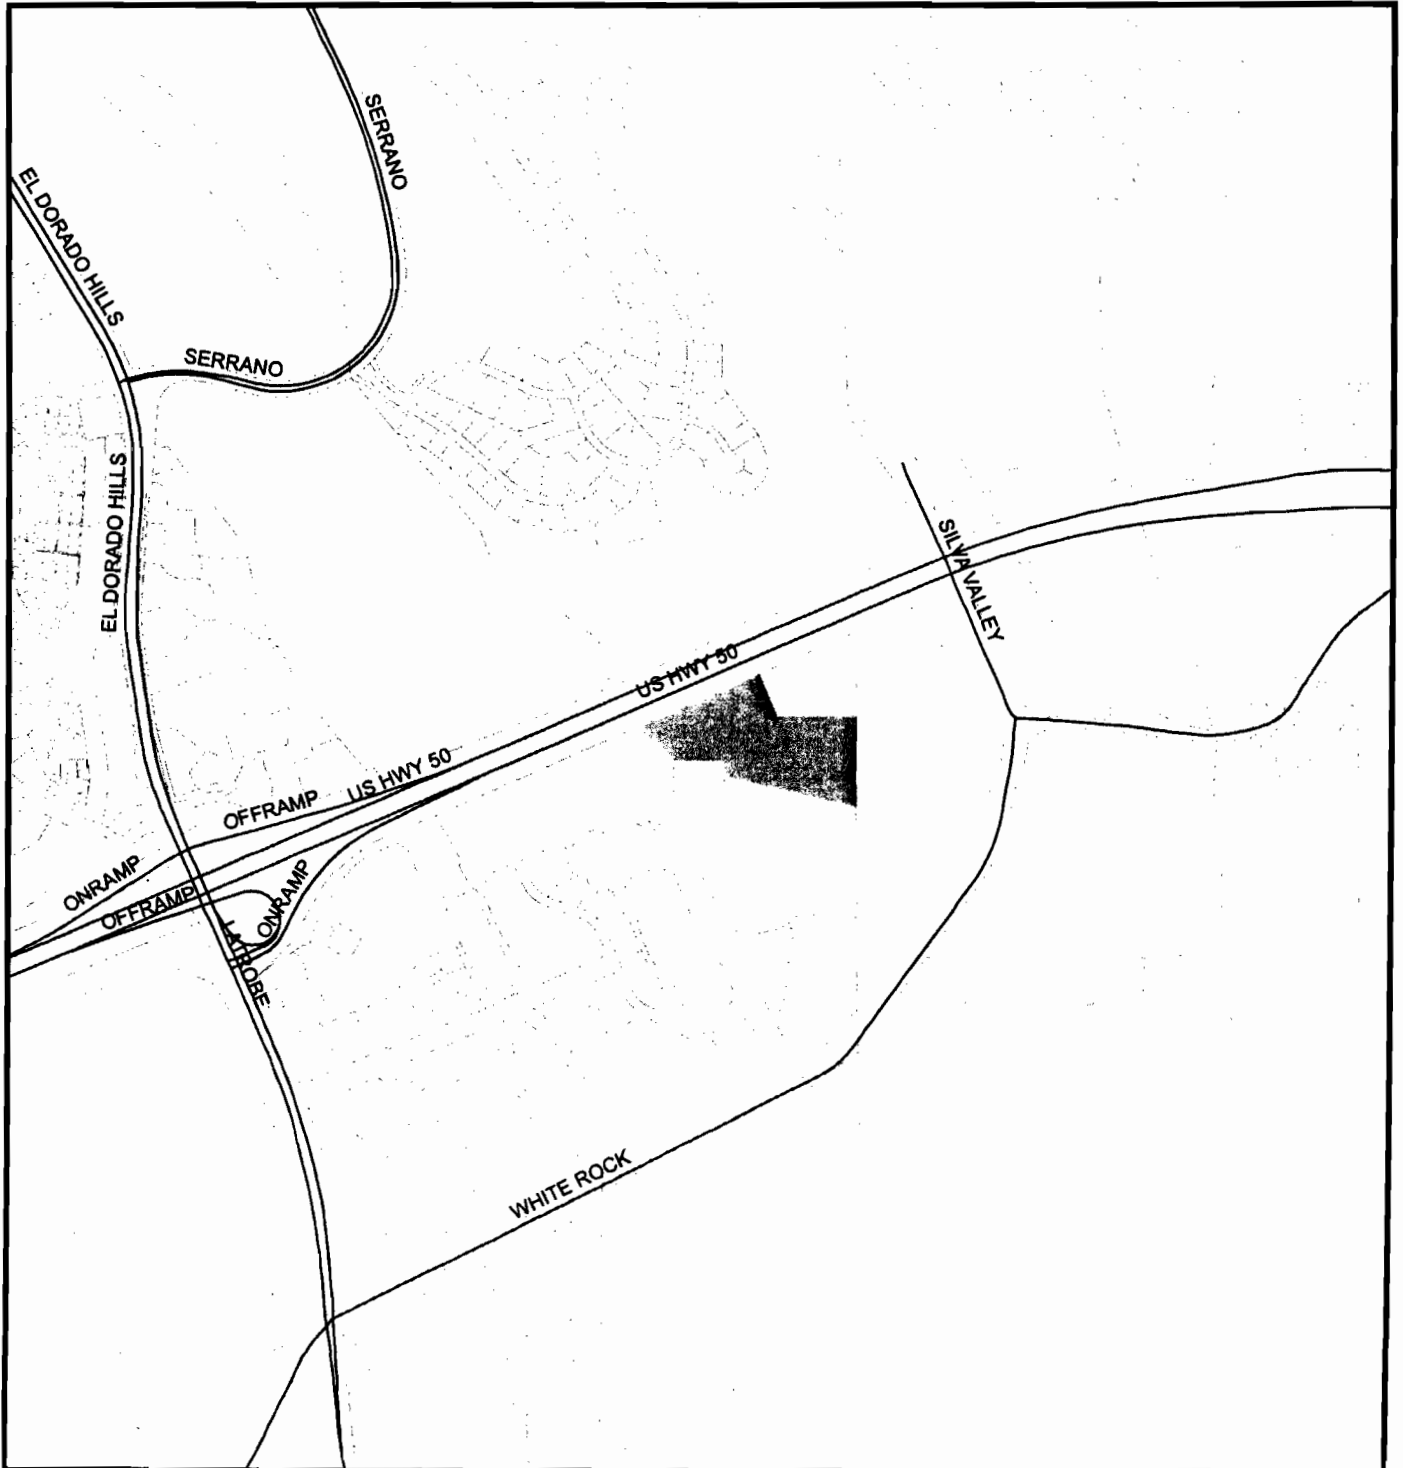 SERRANO
EL DORADO HILLS
SERRANO
EL DORADO HILLS
SILVA VALLEY
US HWY 50
US HWY 50
OFFRAMP
ONRAMP
OFFRAMP
ONRAMP
LATROBE
WHITE ROCK